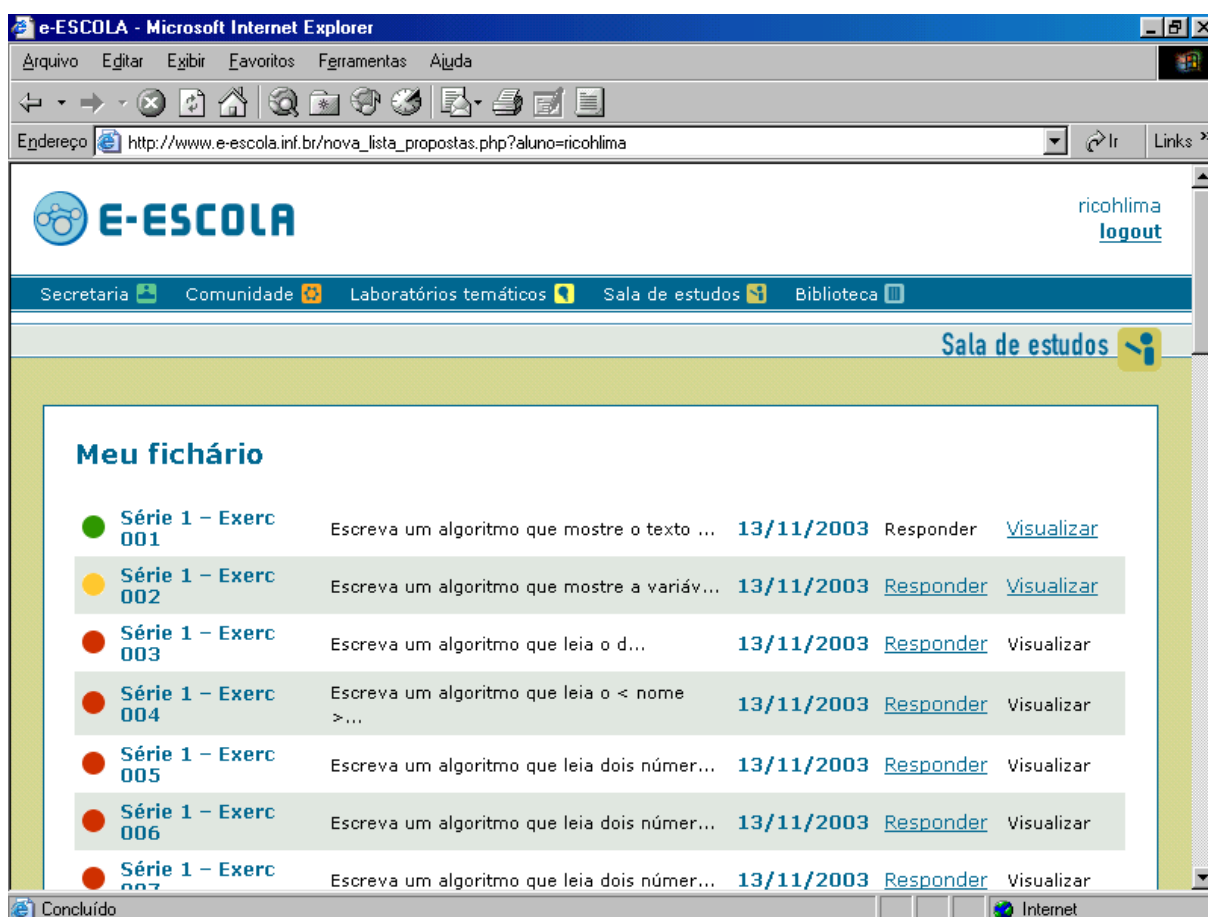 e-ESCOLA - Microsoft Internet Explorer
Arquivo Editar Exibir Favoritos Ferramentas Ajuda
Endereço http://www.e-escola.inf.br/nova_lista_propostas.php?aluno=ricohlima Ir Links »
E-ESCOLA
ricohlima
logout
Secretaria Comunidade Laboratórios temáticos Sala de estudos Biblioteca
Sala de estudos
Meu fichário
Série 1 – Exerc
001
Escreva um algoritmo que mostre o texto ... 13/11/2003 Responder Visualizar
Série 1 – Exerc
002
Escreva um algoritmo que mostre a variáv... 13/11/2003 Responder Visualizar
Série 1 – Exerc
003
Escreva um algoritmo que leia o d... 13/11/2003 Responder Visualizar
Série 1 – Exerc
004
Escreva um algoritmo que leia o < nome
>...
13/11/2003 Responder Visualizar
Série 1 – Exerc
005
Escreva um algoritmo que leia dois númer... 13/11/2003 Responder Visualizar
Série 1 – Exerc
006
Escreva um algoritmo que leia dois númer... 13/11/2003 Responder Visualizar
Série 1 – Exerc
007
Escreva um algoritmo que leia dois númer... 13/11/2003 Responder Visualizar
Concluído Internet